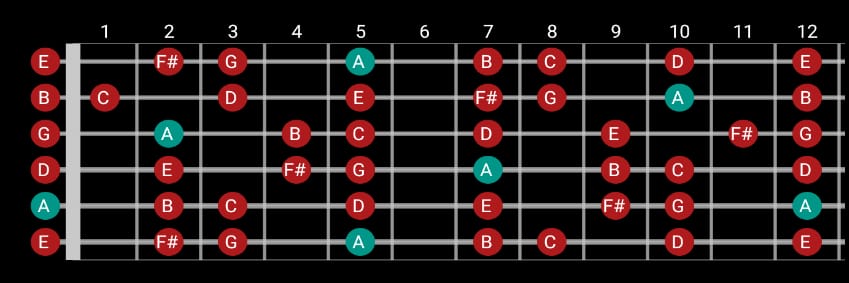 1 2 3 4 5 6 7 8 9 10 11 12
E F# G A B C D E
B C D E F# G A B
G A B C D E F# G
D E F# G A B C D
A B C D E F# G A
E F# G A B C D E